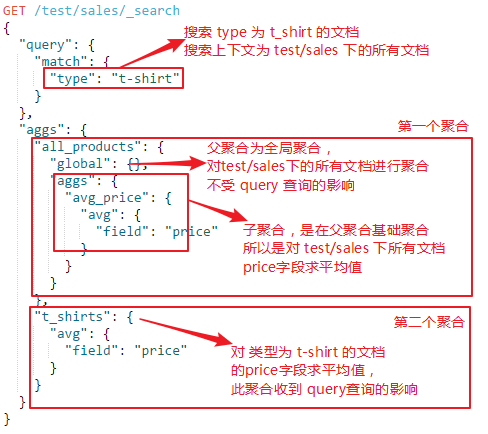 GET /test/sales/_search
{
"query": {
"match": {
"type": "t-shirt"
}
},
"aggs": {
"all_products": {
"global": {},
"aggs": {
"avg_price": {
"avg": {
"field": "price"
}
}
}
},
"t_shirts": {
"avg": {
"field": "price"
}
}
}
}
搜索 type 为 t_shirt 的文档
搜索上下文为 test/sales 下的所有文档
第一个聚合
父聚合为全局聚合，
对test/sales下的所有文档进行聚合
不受 query 查询的影响
子聚合，是在父聚合基础聚合
所以是对 test/sales 下所有文档
price字段求平均值
第二个聚合
对 类型为 t-shirt 的文档
的price字段求平均值，
此聚合收到 query查询的影响